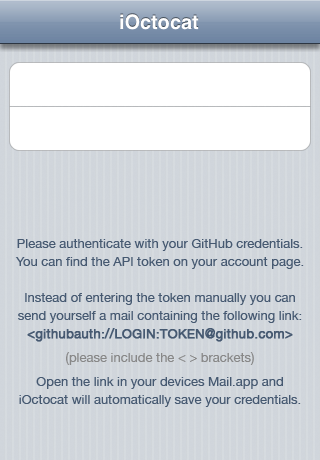 iOctocat
Please authenticate with your GitHub credentials.
You can find the API token on your account page.
Instead of entering the token manually you can
send yourself a mail containing the following link:
<githubauth://LOGIN:TOKEN@github.com>
(please include the < > brackets)
Open the link in your devices Mail.app and
iOctocat will automatically save your credentials.